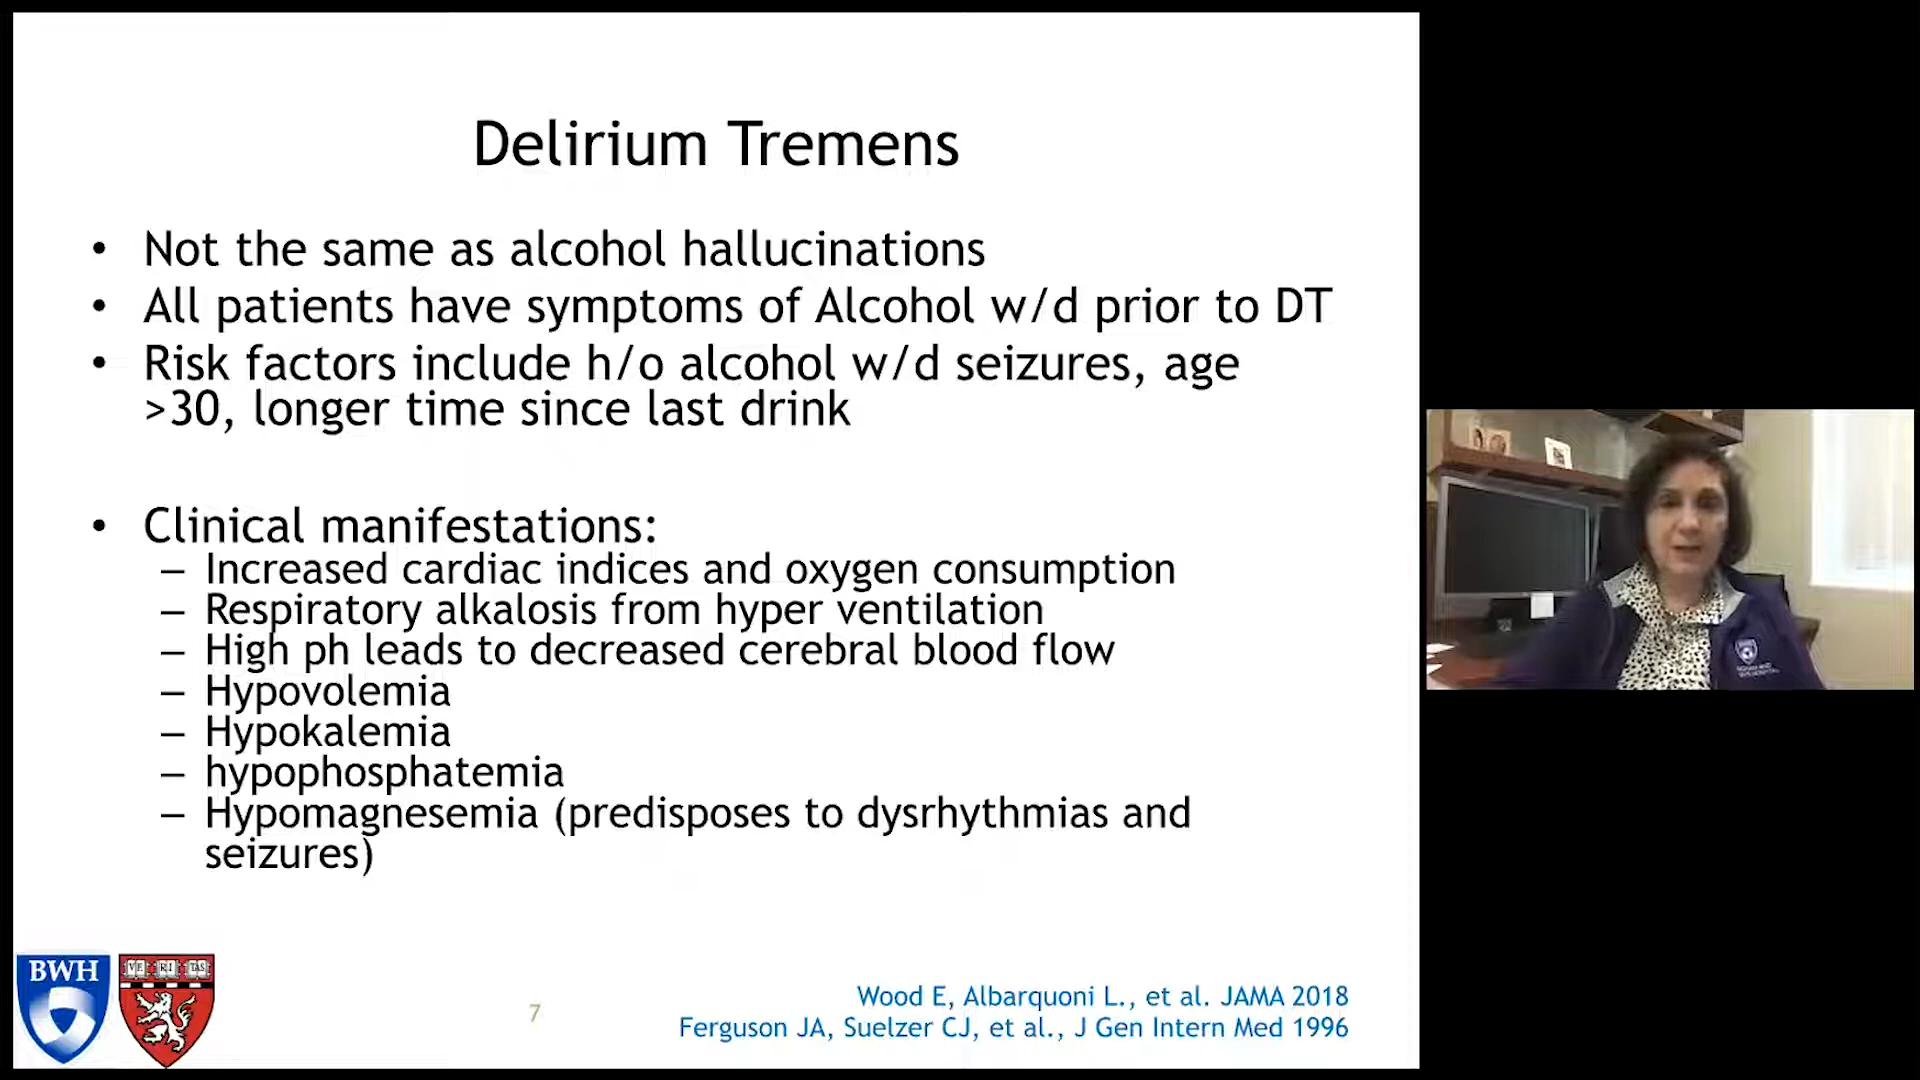 Delirium Tremens
• Not the same as alcohol hallucinations
• All patients have symptoms of Alcohol w/d prior to DT
• Risk factors include h/o alcohol w/d seizures, age
>30, longer time since last drink
• Clinical manifestations:
– Increased cardiac indices and oxygen consumption
– Respiratory alkalosis from hyper ventilation
– High ph leads to decreased cerebral blood flow
– Hypovolemia
– Hypokalemia
– hypophosphatemia
– Hypomagnesemia (predisposes to dysrhythmias and
seizures)
BWH
VE RI TAS
7
Wood E, Albarquoni L., et al. JAMA 2018
Ferguson JA, Suelzer CJ, et al., J Gen Intern Med 1996